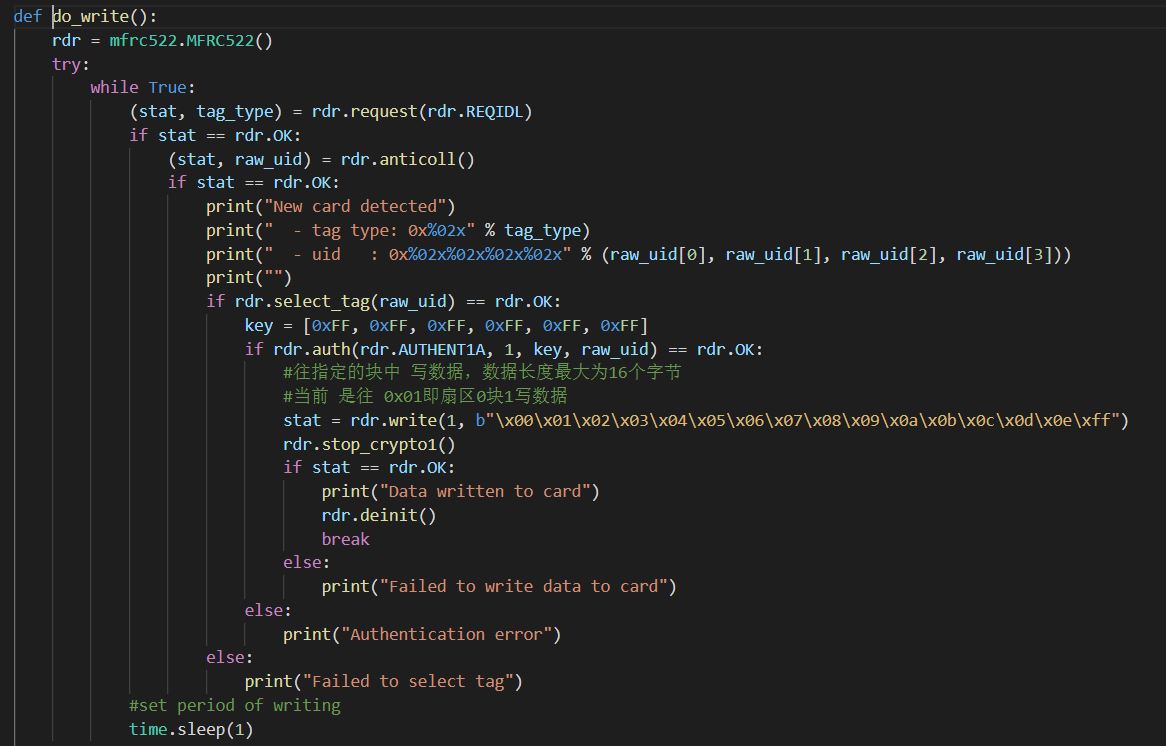 def do_write():
    rdr = mfrc522.MFRC522()
    try:
        while True:
            (stat, tag_type) = rdr.request(rdr.REQIDL)
            if stat == rdr.OK:
                (stat, raw_uid) = rdr.anticoll()
                if stat == rdr.OK:
                    print("New card detected")
                    print("  - tag type: 0x%02x" % tag_type)
                    print("  - uid   : 0x%02x%02x%02x%02x" % (raw_uid[0], raw_uid[1], raw_uid[2], raw_uid[3]))
                    print("")
                    if rdr.select_tag(raw_uid) == rdr.OK:
                        key = [0xFF, 0xFF, 0xFF, 0xFF, 0xFF, 0xFF]
                        if rdr.auth(rdr.AUTHENT1A, 1, key, raw_uid) == rdr.OK:
                            #往指定的块中 写数据，数据长度最大为16个字节
                            #当前 是往 0x01即扇区0块1写数据
                            stat = rdr.write(1, b"\x00\x01\x02\x03\x04\x05\x06\x07\x08\x09\x0a\x0b\x0c\x0d\x0e\xff")
                            rdr.stop_crypto1()
                            if stat == rdr.OK:
                                print("Data written to card")
                                rdr.deinit()
                                break
                            else:
                                print("Failed to write data to card")
                        else:
                            print("Authentication error")
                    else:
                        print("Failed to select tag")
            #set period of writing
            time.sleep(1)